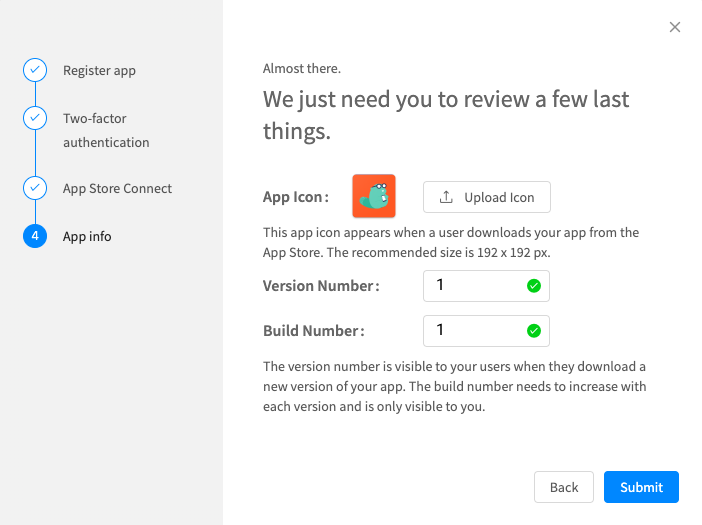 Register app
Two-factor
authentication
App Store Connect
4 App info
Almost there.
We just need you to review a few last
things.
App Icon: Upload Icon
This app icon appears when a user downloads your app from the
App Store. The recommended size is 192 x 192 px.
Version Number: 1
Build Number: 1
The version number is visible to your users when they download a
new version of your app. The build number needs to increase with
each version and is only visible to you.
Back Submit